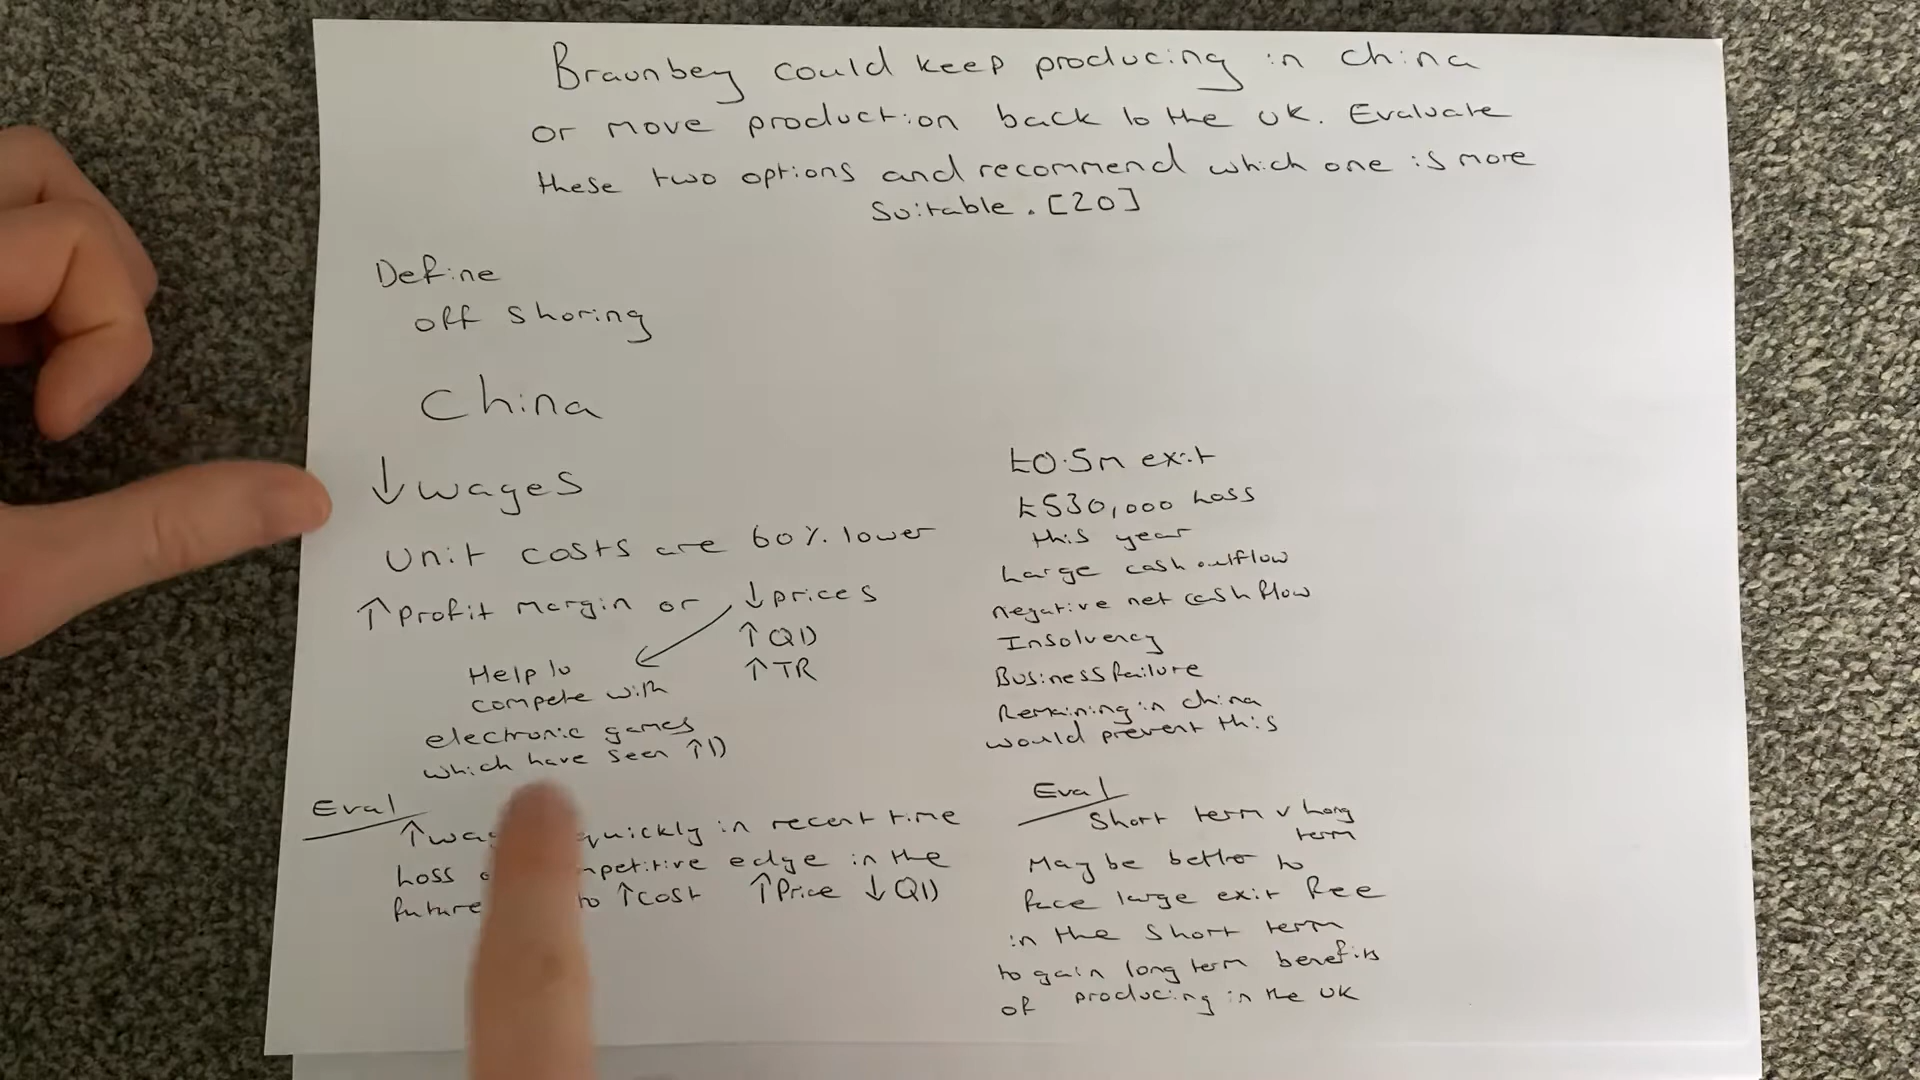 Braunbey could keep producing in china
or move production back to the UK. Evaluate
these two options and recommend which one is more
suitable. [20]
Define
off shoring
China
↓ wages
Unit costs are 60% lower
↑ profit margin or ↓ prices
↑ QD
↑ TR
Help to
compete with
electronic games
which have seen ↑ D
Eval
↑ quickly in recent time
Loss edge in the
future to ↑ cost ↑ Price ↓ QD
£0.5m exit
£530,000 Loss
this year
Large cash outflow
negative net cash flow
Insolvency
Business failure
Remaining in china
would prevent this
Eval
Short term v Long
term
May be better to
face large exit fee
in the short term
to gain long term benefits
of producing in the UK